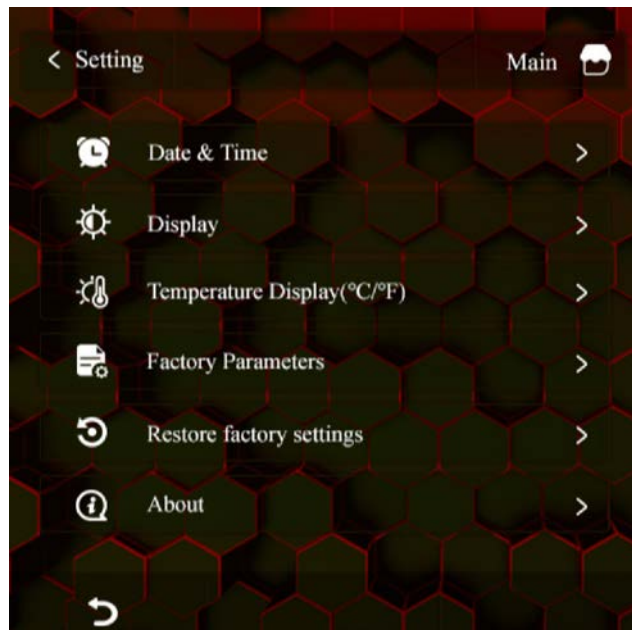 Setting
Main
Date & Time
Display
Temperature Display(°C/°F)
Factory Parameters
Restore factory settings
About